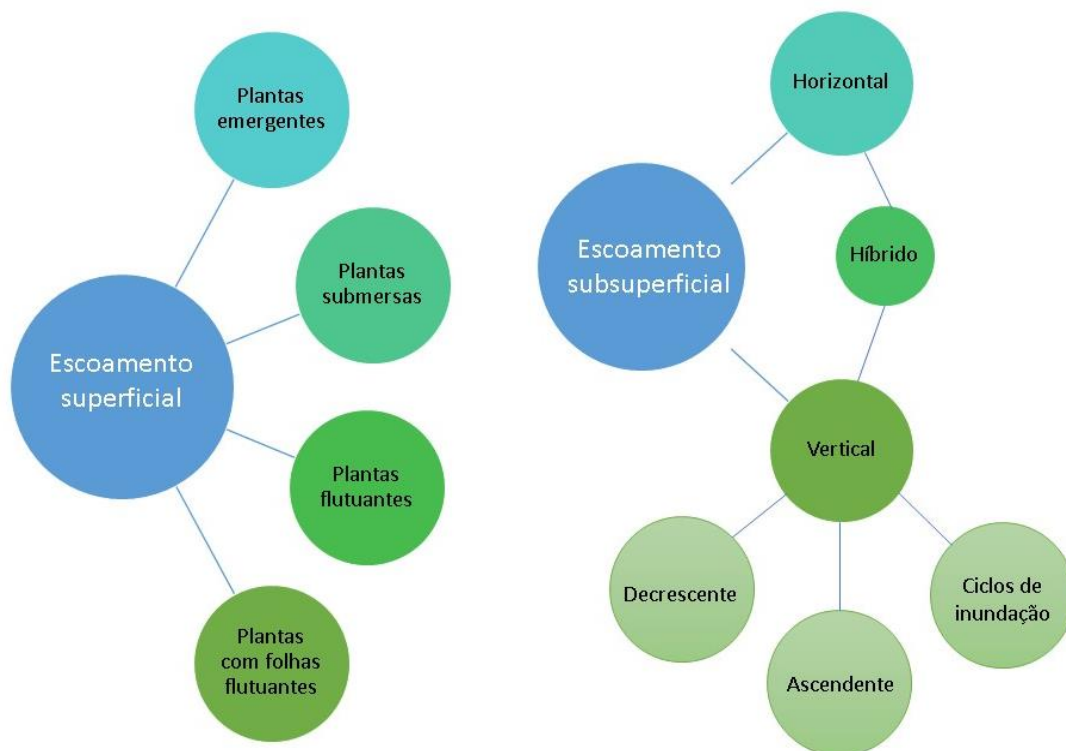 Plantas
emergentes
Plantas
submersas
Escoamento
superficial
Plantas
flutuantes
Plantas
com folhas
flutuantes
Horizontal
Escoamento
subsuperficial
Híbrido
Vertical
Decrescente
Ascendente
Ciclos de
inundação